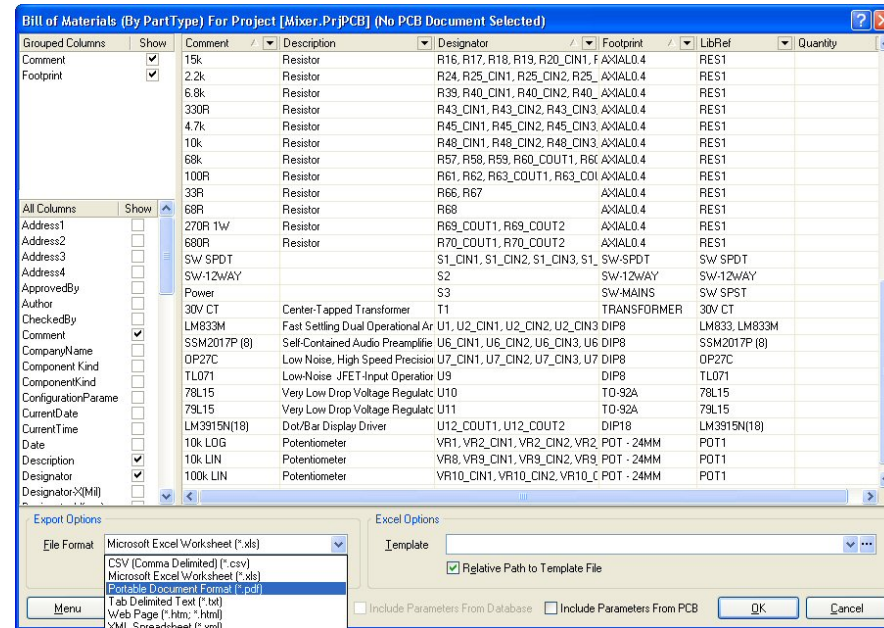 Bill of Materials (By PartType) For Project [Mixer.PrjPCB] (No PCB Document Selected)
Grouped Columns Show
Comment
Footprint
Comment Description Designator Footprint LibRef Quantity
15k Resistor R16, R17, R18, R19, R20_CIN1, F AXIAL0.4 RES1
2.2k Resistor R24, R25_CIN1, R25_CIN2, R25_ AXIAL0.4 RES1
6.8k Resistor R39, R40_CIN1, R40_CIN2, R40_ AXIAL0.4 RES1
330R Resistor R43_CIN1, R43_CIN2, R43_CIN3, AXIAL0.4 RES1
4.7k Resistor R45_CIN1, R45_CIN2, R45_CIN3, AXIAL0.4 RES1
10k Resistor R48_CIN1, R48_CIN2, R48_CIN3, AXIAL0.4 RES1
68k Resistor R57, R58, R59, R60_COUT1, R60 AXIAL0.4 RES1
100R Resistor R61, R62, R63_COUT1, R63_COU AXIAL0.4 RES1
33R Resistor R66, R67 AXIAL0.4 RES1
68R Resistor R68 AXIAL0.4 RES1
270R 1W Resistor R69_COUT1, R69_COUT2 AXIAL0.4 RES1
680R Resistor R70_COUT1, R70_COUT2 AXIAL0.4 RES1
SW SPDT S1_CIN1, S1_CIN2, S1_CIN3, S1_ SW-SPDT SW SPDT
SW-12WAY S2 SW-12WAY SW-12WAY
Power S3 SW-MAINS SW SPST
30V CT Center-Tapped Transformer T1 TRANSFORMER 30V CT
LM833M Fast Settling Dual Operational Am U1, U2_CIN1, U2_CIN2, U2_CIN3 DIP8 LM833, LM833M
SSM2017P (8) Self-Contained Audio Preamplifie U6_CIN1, U6_CIN2, U6_CIN3, U6 DIP8 SSM2017P (8)
OP27C Low Noise, High Speed Precision U7_CIN1, U7_CIN2, U7_CIN3, U7 DIP8 OP27C
TL071 Low-Noise JFET-Input Operation U9 DIP8 TL071
78L15 Very Low Drop Voltage Regulato U10 TO-92A 78L15
79L15 Very Low Drop Voltage Regulato U11 TO-92A 79L15
LM3915N(18) Dot/Bar Display Driver U12_COUT1, U12_COUT2 DIP18 LM3915N(18)
10k LOG Potentiometer VR1, VR2_CIN1, VR2_CIN2, VR2_ POT - 24MM POT1
10k LIN Potentiometer VR8, VR9_CIN1, VR9_CIN2, VR9_ POT - 24MM POT1
100k LIN Potentiometer VR10_CIN1, VR10_CIN2, VR10_C POT - 24MM POT1
All Columns Show
Address1
Address2
Address3
Address4
ApprovedBy
Author
CheckedBy
Comment
CompanyName
Component Kind
ComponentKind
ConfigurationParame
CurrentDate
CurrentTime
Date
Description
Designator
Designator-X(Mil)
Export Options
File Format Microsoft Excel Worksheet (*.xls)
CSV (Comma Delimited) (*.csv)
Microsoft Excel Worksheet (*.xls)
Portable Document Format (*.pdf)
Tab Delimited Text (*.txt)
Web Page (*.htm; *.html)
XML Spreadsheet (*.xml)
Excel Options
Template
Relative Path to Template File
Menu Include Parameters From Database Include Parameters From PCB OK Cancel